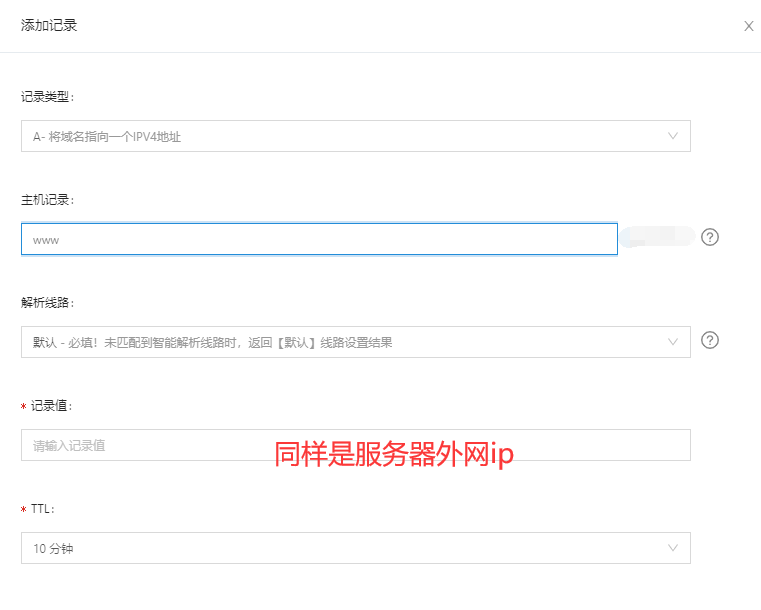 添加记录
记录类型：
A- 将域名指向一个IPV4地址
主机记录：
www
解析线路：
默认 - 必填！未匹配到智能解析线路时，返回【默认】线路设置结果
* 记录值：
请输入记录值
同样是服务器外网ip
* TTL：
10 分钟